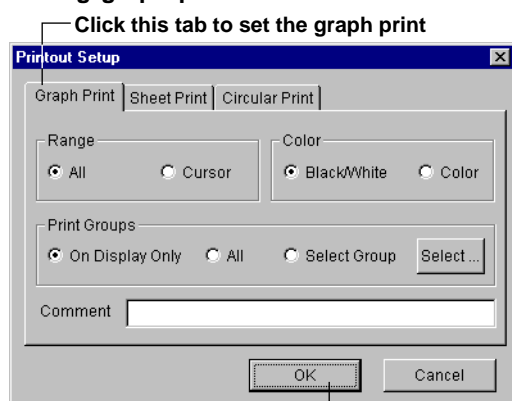 Click this tab to set the graph print
Printout Setup
Graph Print Sheet Print Circular Print
Range Color
All Cursor Black/White Color
Print Groups
On Display Only All Select Group Select ...
Comment
OK Cancel